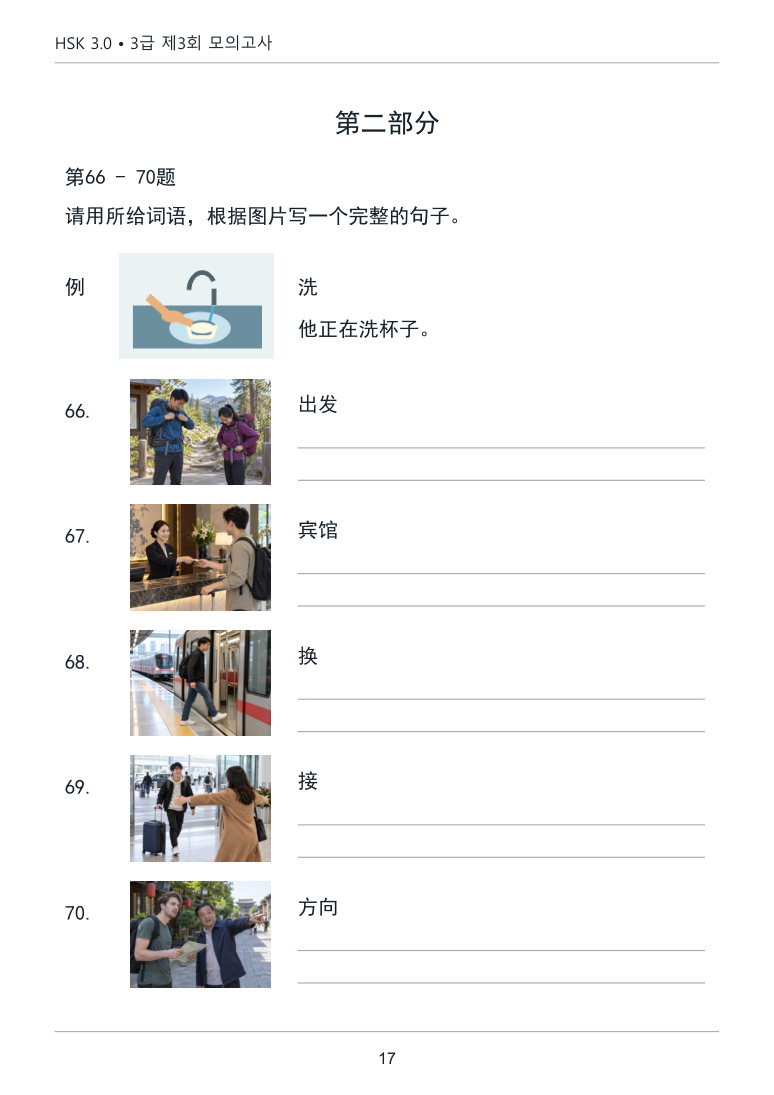 HSK 3.0 • 3급 제3회 모의고사
第二部分
第66 － 70题
请用所给词语，根据图片写一个完整的句子。
例
洗
他正在洗杯子。
66.
出发
67.
宾馆
68.
换
69.
接
70.
方向
17